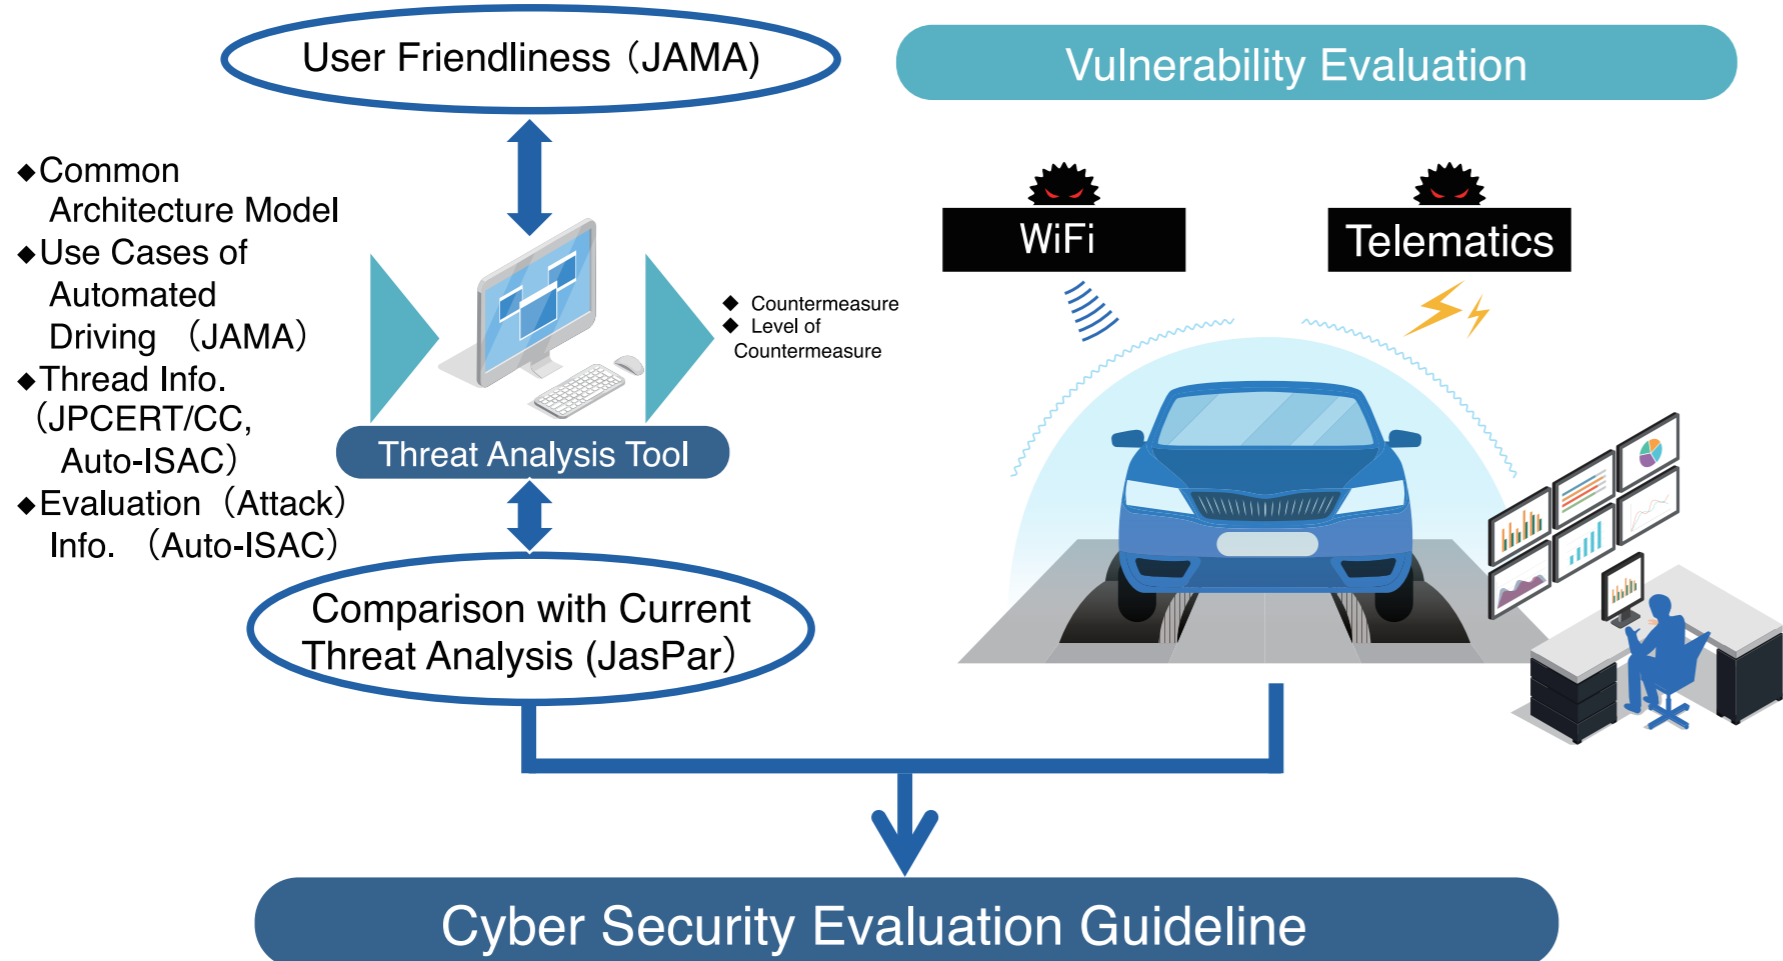 User Friendliness（JAMA)
◆Common
Architecture Model
◆Use Cases of
Automated
Driving （JAMA）
◆Thread Info.
（JPCERT/CC,
Auto-ISAC）
◆Evaluation（Attack）
Info. （Auto-ISAC）
◆ Countermeasure
◆ Level of
Countermeasure
Threat Analysis Tool
Comparison with Current
Threat Analysis (JasPar）
Vulnerability Evaluation
WiFi
Telematics
Cyber Security Evaluation Guideline